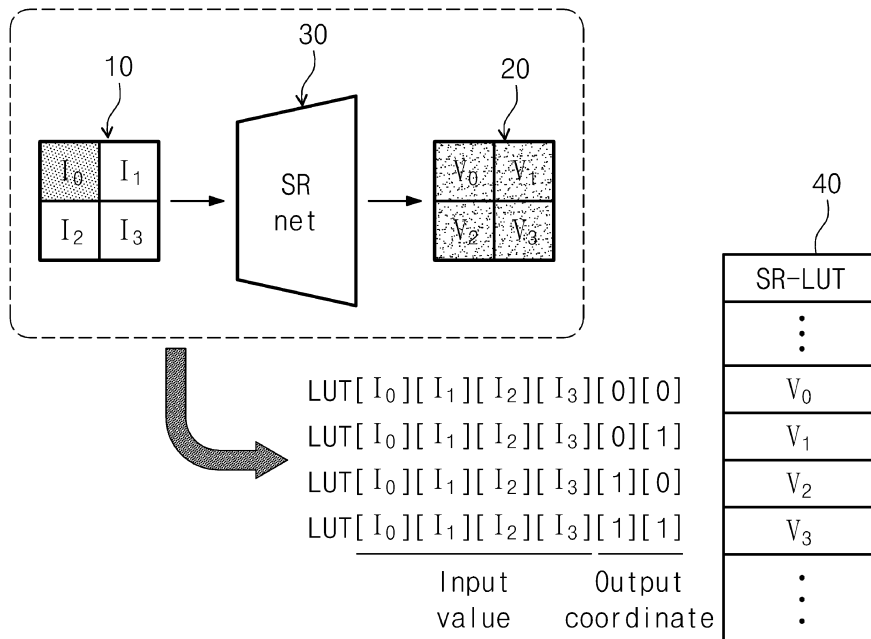 30
10
20
I₀ I₁
I₂ I₃
SR
net
V₀ V₁
V₂ V₃
40
SR-LUT
⋮
LUT[ I₀][ I₁][ I₂][ I₃][0][0] V₀
LUT[ I₀][ I₁][ I₂][ I₃][0][1] V₁
LUT[ I₀][ I₁][ I₂][ I₃][1][0] V₂
LUT[ I₀][ I₁][ I₂][ I₃][1][1] V₃
Input
value
Output
coordinate
⋮